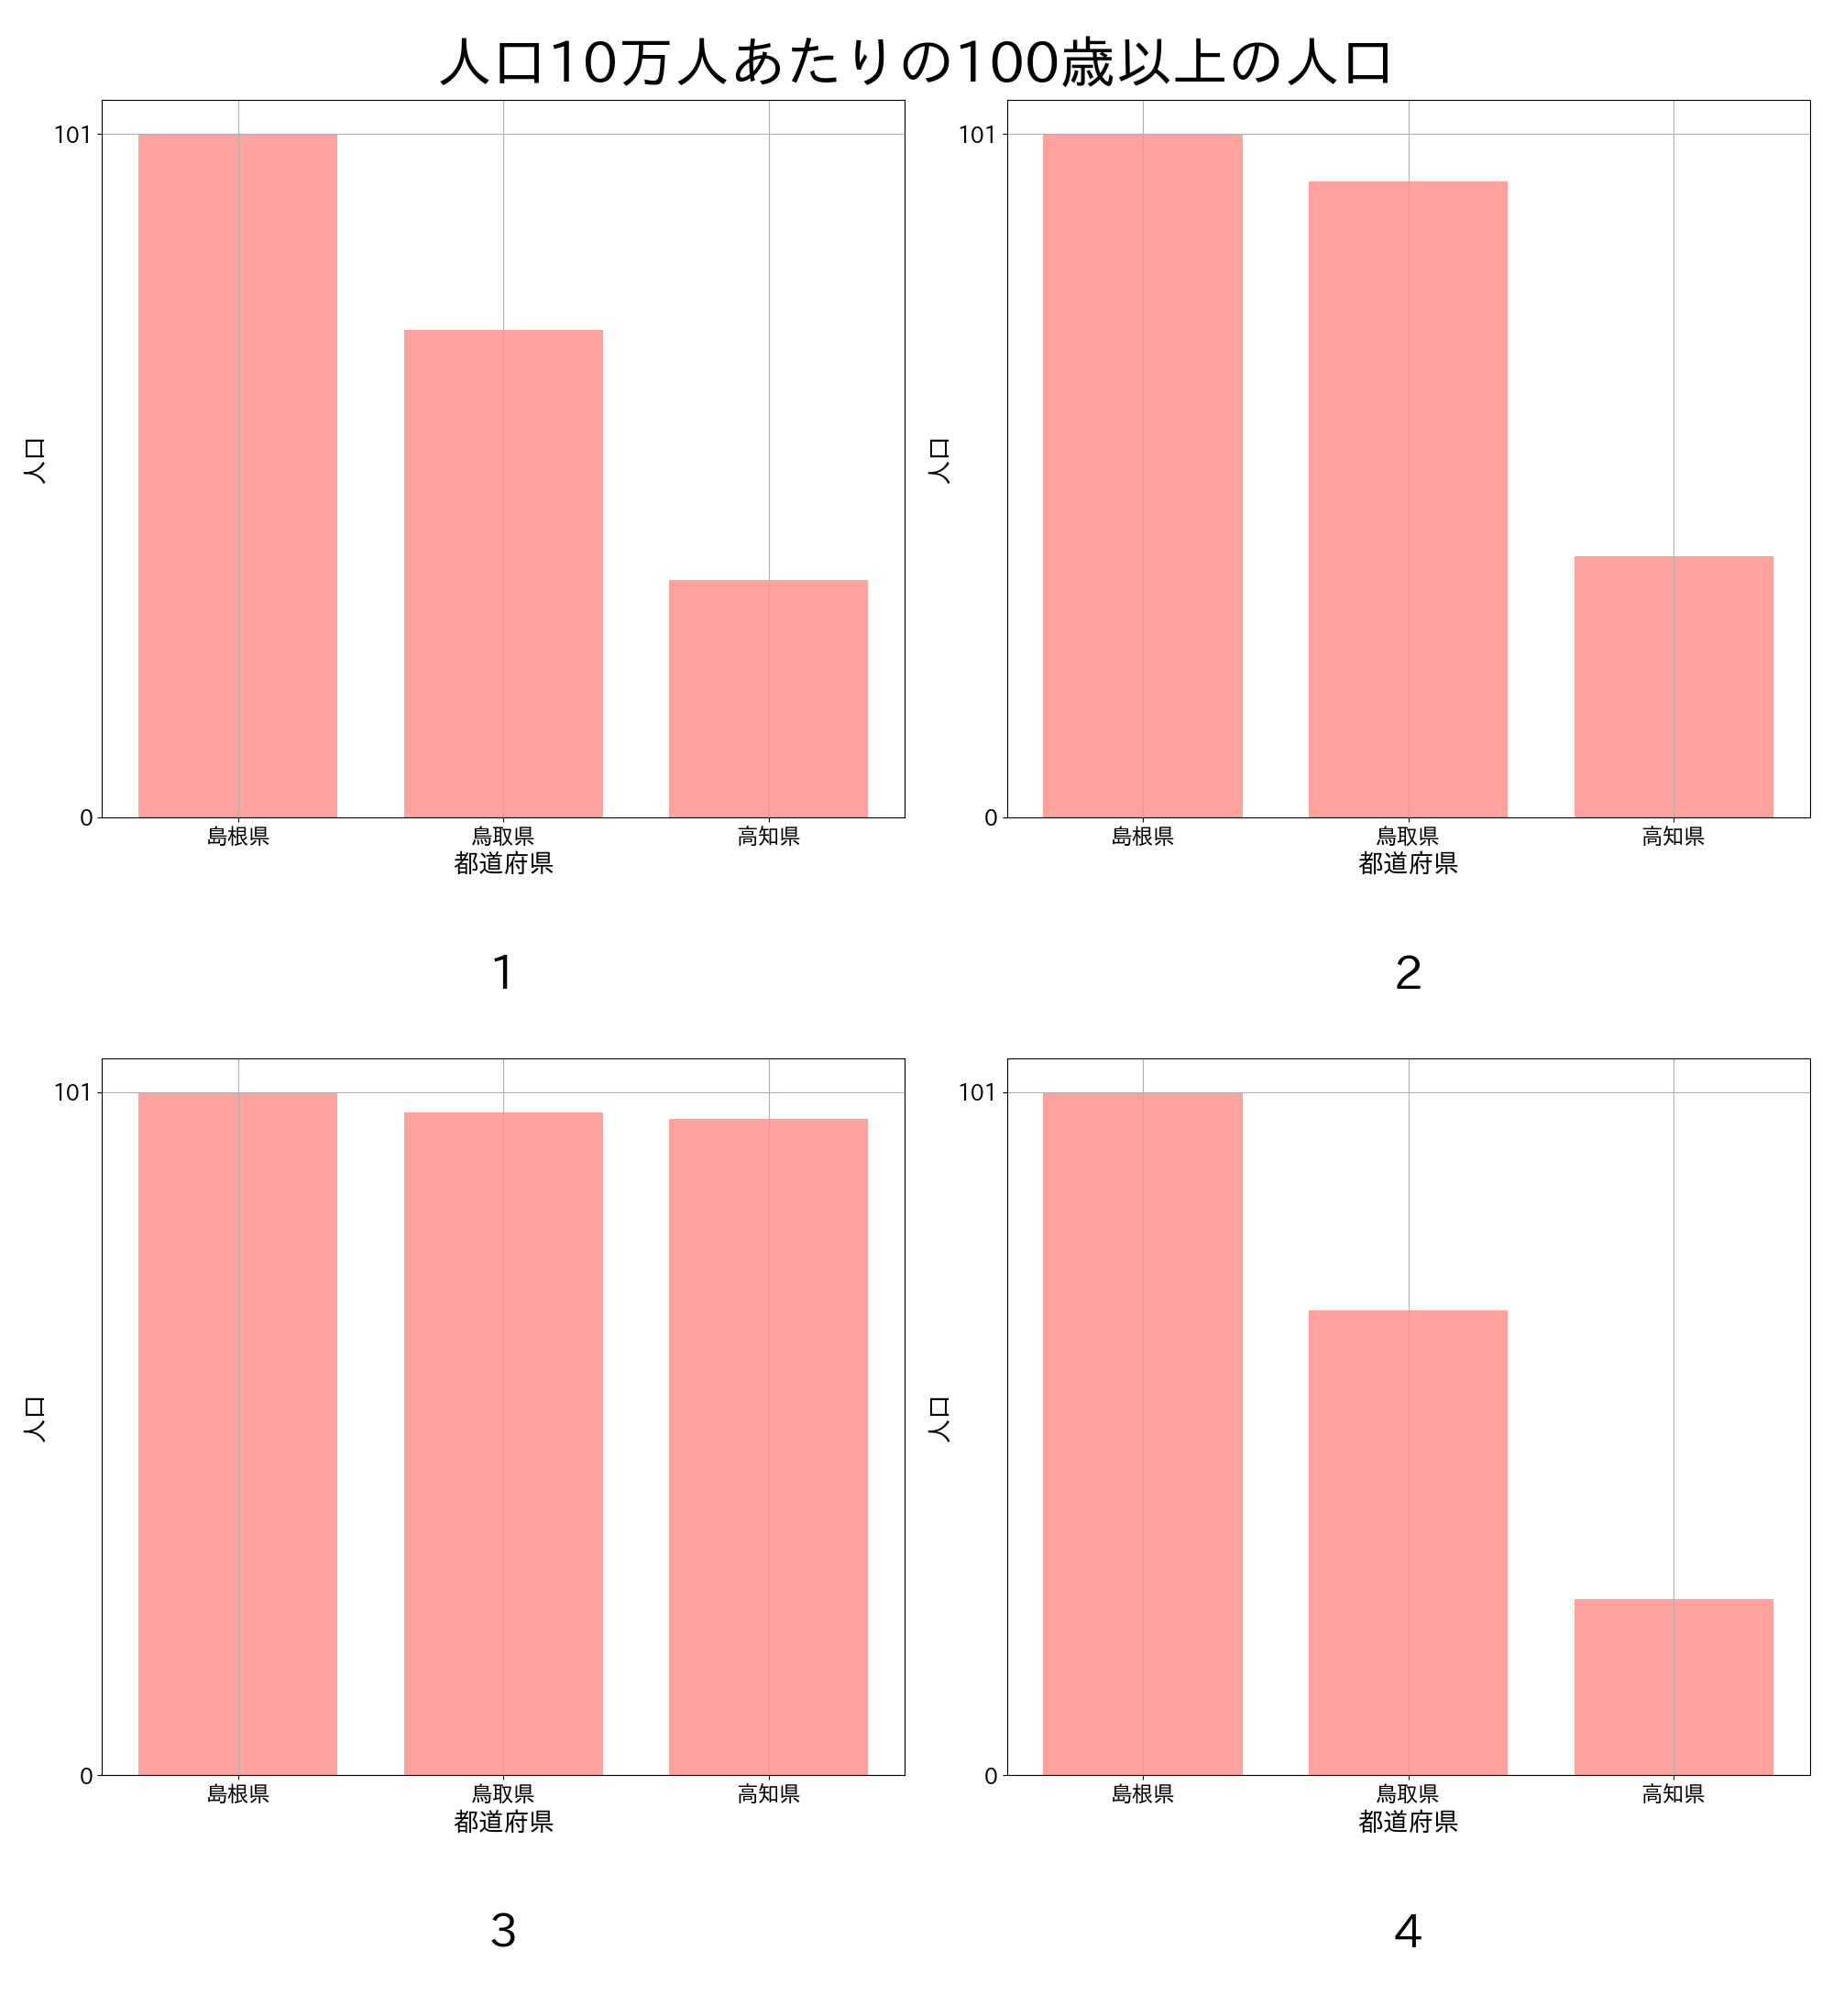 人口10万人あたりの100歳以上の人口
101
0
人口
島根県 鳥取県 高知県
都道府県
1
101
0
人口
島根県 鳥取県 高知県
都道府県
2
101
0
人口
島根県 鳥取県 高知県
都道府県
3
101
0
人口
島根県 鳥取県 高知県
都道府県
4